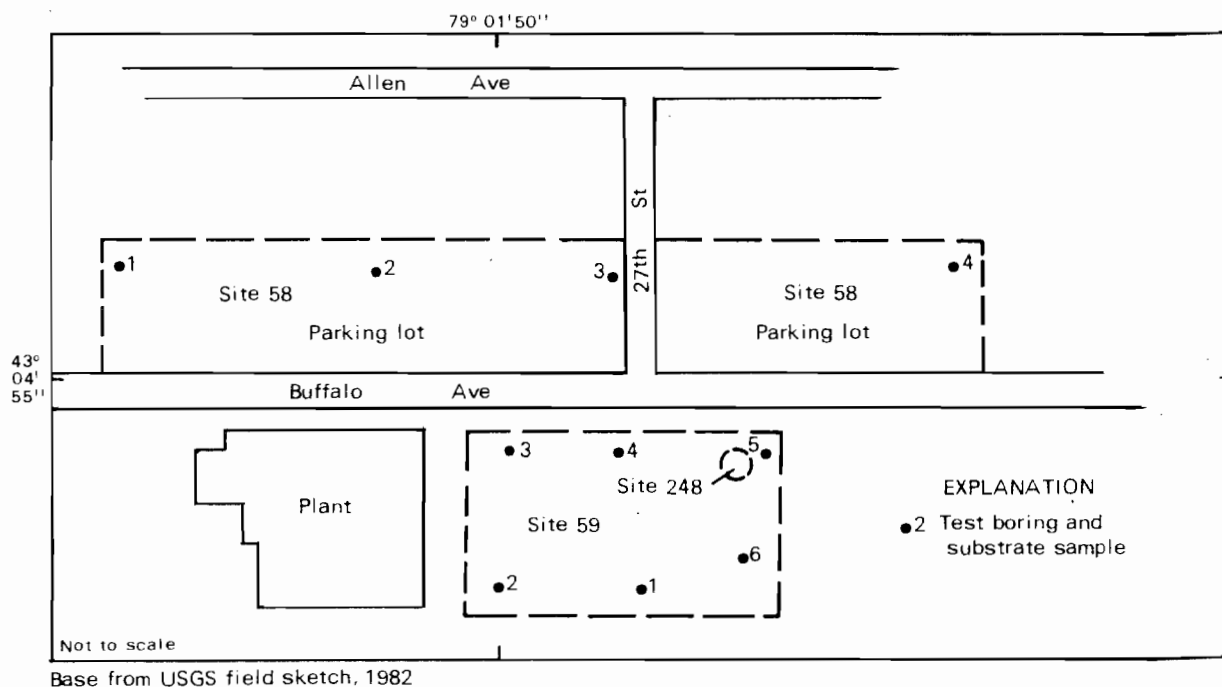 79° 01'50''
Allen Ave
27th St
1
2
3
4
Site 58
Site 58
Parking lot
Parking lot
43°
04'
55''
Buffalo Ave
3
4
5
Site 248
EXPLANATION
Plant
Site 59
2 Test boring and
substrate sample
6
2
1
Not to scale
Base from USGS field sketch, 1982